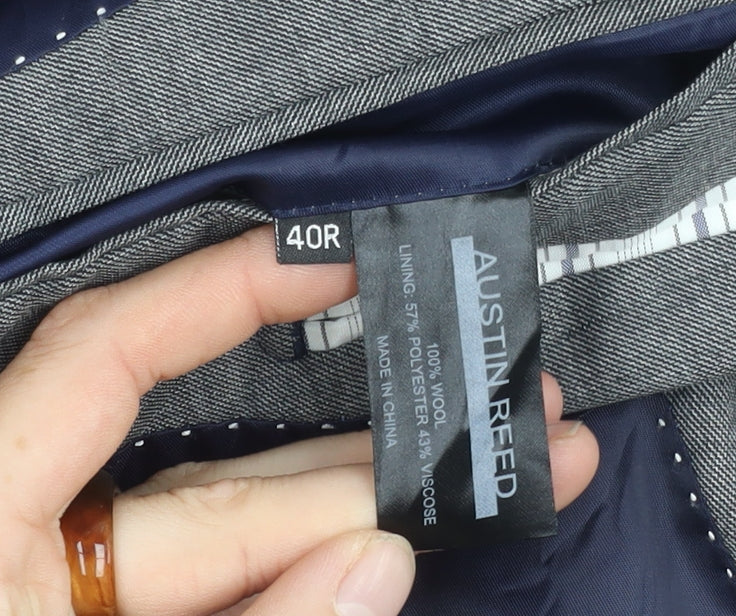 40R
AUSTIN REED
100% WOOL
LINING: 57% POLYESTER 43% VISCOSE
MADE IN CHINA